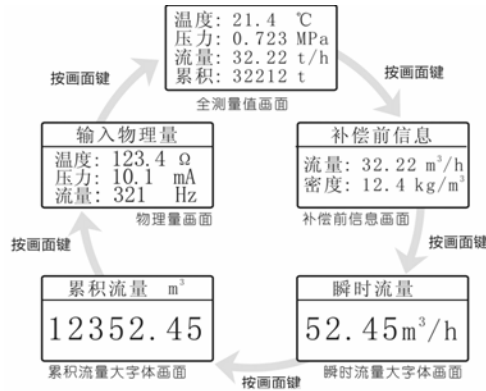 温度: 21.4 ℃
压力: 0.723 MPa
流量: 32.22 t/h
累积: 32212 t
全测量值画面
按画面键
按画面键
输入物理量
温度: 123.4 Ω
压力: 10.1 mA
流量: 321 Hz
物理量画面
补偿前信息
流量: 32.22 m³/h
密度: 12.4 kg/m³
补偿前信息画面
按画面键
按画面键
累积流量 m³
12352.45
累积流量大字体画面
瞬时流量
52.45m³/h
瞬时流量大字体画面
按画面键